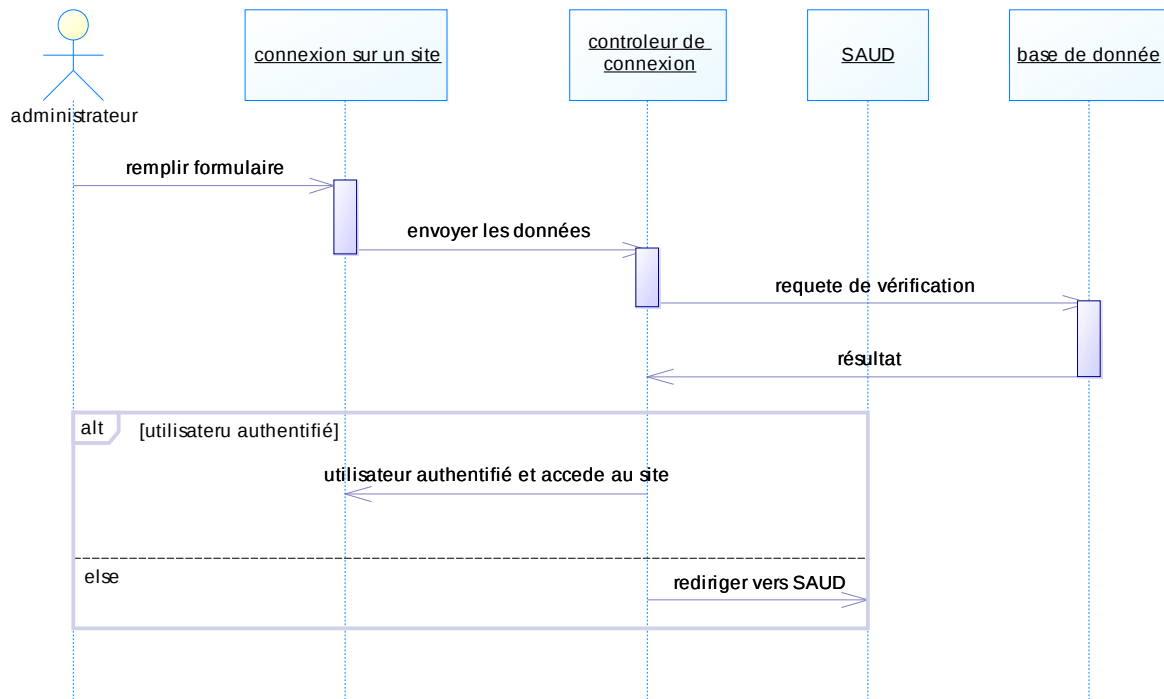 administrateur
connexion sur un site
controleur de
connexion
SAUD
base de donnée
remplir formulaire
envoyer les données
requete de vérification
résultat
alt
[utilisateru authentifié]
utilisateur authentifié et accede au site
else
rediriger vers SAUD